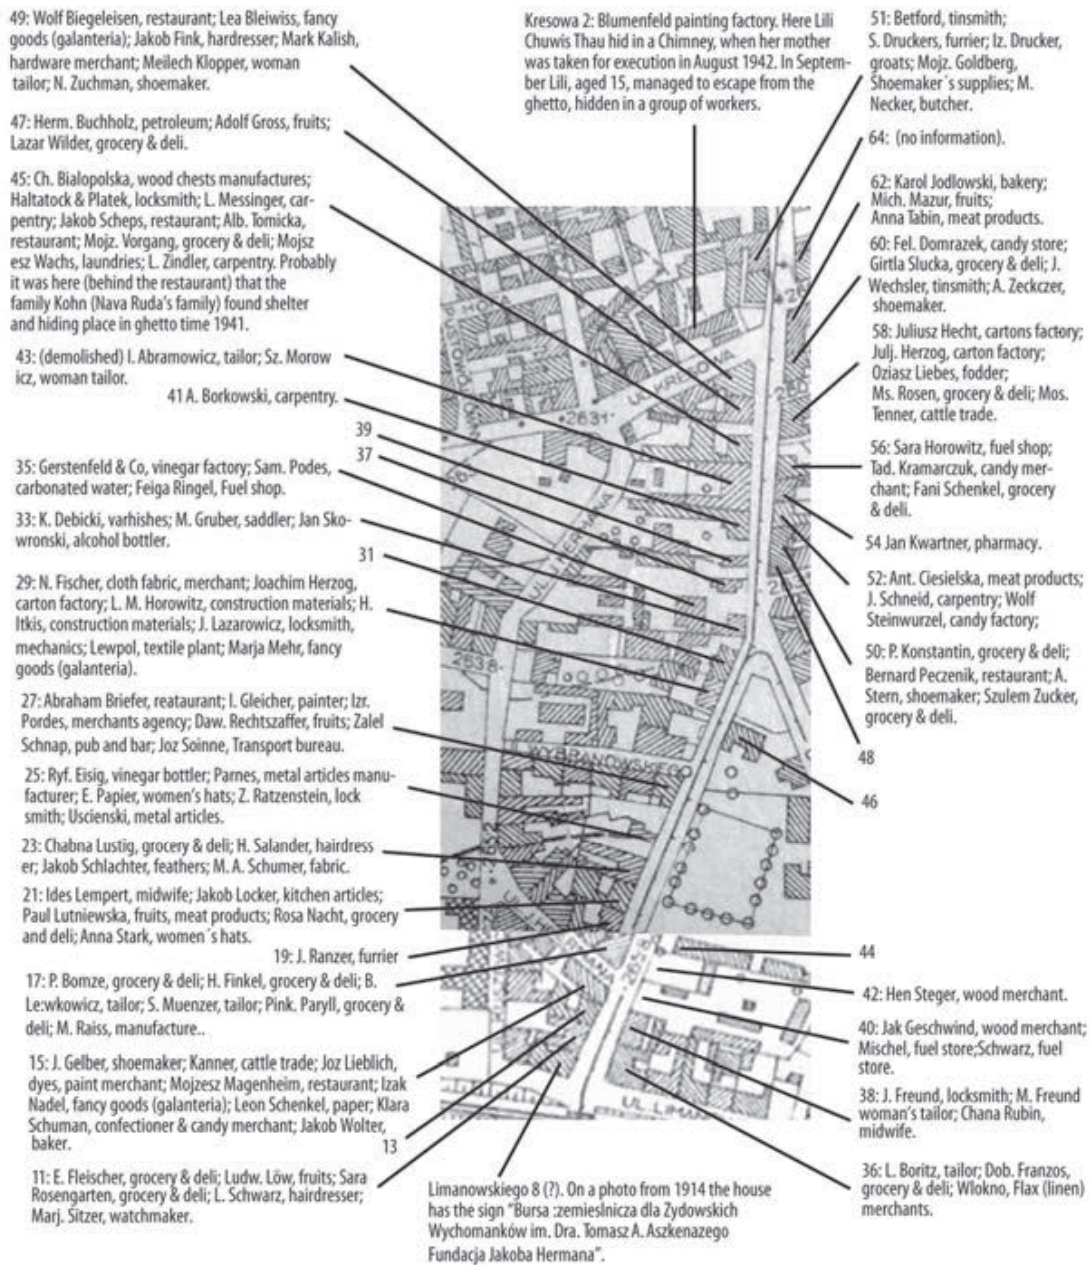 49: Wolf Biegeleisen, restaurant; Lea Bleiwiss, fancy
goods (galanteria); Jakob Fink, hardresser; Mark Kalish,
hardware merchant; Meilech Klopper, woman
tailor; N. Zuchman, shoemaker.
47: Herm. Buchholz, petroleum; Adolf Gross, fruits;
Lazar Wilder, grocery & deli.
45: Ch. Bialopolska, wood chests manufactures;
Haltatock & Platek, locksmith; L. Messinger, car-
pentry; Jakob Scheps, restaurant; Alb. Tomicka,
restaurant; Mojz. Vorgang, grocery & deli; Mojsz
esz Wachs, laundries; L. Zindler, carpentry. Probably
it was here (behind the restaurant) that the
family Kohn (Nava Ruda's family) found shelter
and hiding place in ghetto time 1941.
43: (demolished) I. Abramowicz, tailor; Sz. Morow
icz, woman tailor.
41 A. Borkowski, carpentry.
39
37
35: Gerstenfeld & Co, vinegar factory; Sam. Podes,
carbonated water; Feiga Ringel, Fuel shop.
33: K. Debicki, varhishes; M. Gruber, saddler; Jan Sko-
wronski, alcohol bottler.
31
29: N. Fischer, cloth fabric, merchant; Joachim Herzog,
carton factory; L. M. Horowitz, construction materials; H.
Itkis, construction materials; J. Lazarowicz, locksmith,
mechanics; Lewpol, textile plant; Marja Mehr, fancy
goods (galanteria).
27: Abraham Briefer, reataurant; I. Gleicher, painter; Izr.
Pordes, merchants agency; Daw. Rechtszaffer, fruits; Zalel
Schnap, pub and bar; Joz Soinne, Transport bureau.
25: Ryf. Eisig, vinegar bottler; Parnes, metal articles manu-
facturer; E. Papier, women's hats; Z. Ratzenstein, lock
smith; Uscienski, metal articles.
23: Chabna Lustig, grocery & deli; H. Salander, hairdress
er; Jakob Schlachter, feathers; M. A. Schumer, fabric.
21: Ides Lempert, midwife; Jakob Locker, kitchen articles;
Paul Lutniewska, fruits, meat products; Rosa Nacht, grocery
and deli; Anna Stark, women´s hats.
19: J. Ranzer, furrier
17: P. Bomze, grocery & deli; H. Finkel, grocery & deli; B.
Le:wkowicz, tailor; S. Muenzer, tailor; Pink. Paryll, grocery &
deli; M. Raiss, manufacture..
15: J. Gelber, shoemaker; Kanner, cattle trade; Joz Lieblich,
dyes, paint merchant; Mojzesz Magenheim, restaurant; Izak
Nadel, fancy goods (galanteria); Leon Schenkel, paper; Klara
Schuman, confectioner & candy merchant; Jakob Wolter,
baker.
13
11: E. Fleischer, grocery & deli; Ludw. Löw, fruits; Sara
Rosengarten, grocery & deli; L. Schwarz, hairdresser;
Marj. Sitzer, watchmaker.
Kresowa 2: Blumenfeld painting factory. Here Lili
Chuwis Thau hid in a Chimney, when her mother
was taken for execution in August 1942. In Septem-
ber Lili, aged 15, managed to escape from the
ghetto, hidden in a group of workers.
UL KRESOWA
2631
UL HERMANA
2638
WYBRANOWSKIEGO
UL LIMAN
Limanowskiego 8 (?). On a photo from 1914 the house
has the sign "Bursa :zemieslnicza dla Zydowskich
Wychomanków im. Dra. Tomasz A. Aszkenazego
Fundacja Jakoba Hermana".
51: Betford, tinsmith;
S. Druckers, furrier; Iz. Drucker,
groats; Mojz. Goldberg,
Shoemaker´s supplies; M.
Necker, butcher.
64: (no information).
62: Karol Jodlowski, bakery;
Mich. Mazur, fruits;
Anna Tabin, meat products.
60: Fel. Domrazek, candy store;
Girtla Slucka, grocery & deli; J.
Wechsler, tinsmith; A. Zeckczer,
shoemaker.
58: Juliusz Hecht, cartons factory;
Julj. Herzog, carton factory;
Oziasz Liebes, fodder;
Ms. Rosen, grocery & deli; Mos.
Tenner, cattle trade.
56: Sara Horowitz, fuel shop;
Tad. Kramarczuk, candy mer-
chant; Fani Schenkel, grocery
& deli.
54 Jan Kwartner, pharmacy.
52: Ant. Ciesielska, meat products;
J. Schneid, carpentry; Wolf
Steinwurzel, candy factory;
50: P. Konstantin, grocery & deli;
Bernard Peczenik, restaurant; A.
Stern, shoemaker; Szulem Zucker,
grocery & deli.
48
46
44
42: Hen Steger, wood merchant.
40: Jak Geschwind, wood merchant;
Mischel, fuel store;Schwarz, fuel
store.
38: J. Freund, locksmith; M. Freund
woman's tailor; Chana Rubin,
midwife.
36: L. Boritz, tailor; Dob. Franzos,
grocery & deli; Wlokno, Flax (linen)
merchants.